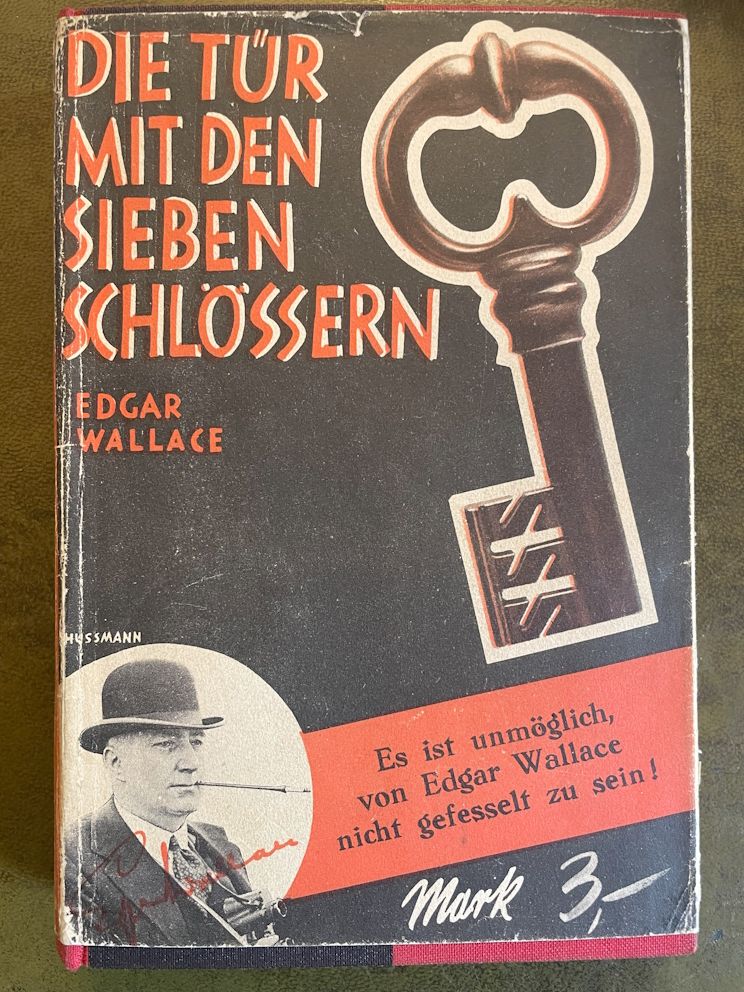 DIE TÜR
MIT DEN
SIEBEN
SCHLÖSSERN
EDGAR
WALLACE
HUSSMANN
Es ist unmöglich,
von Edgar Wallace
nicht gefesselt zu sein!
Mark 3,-